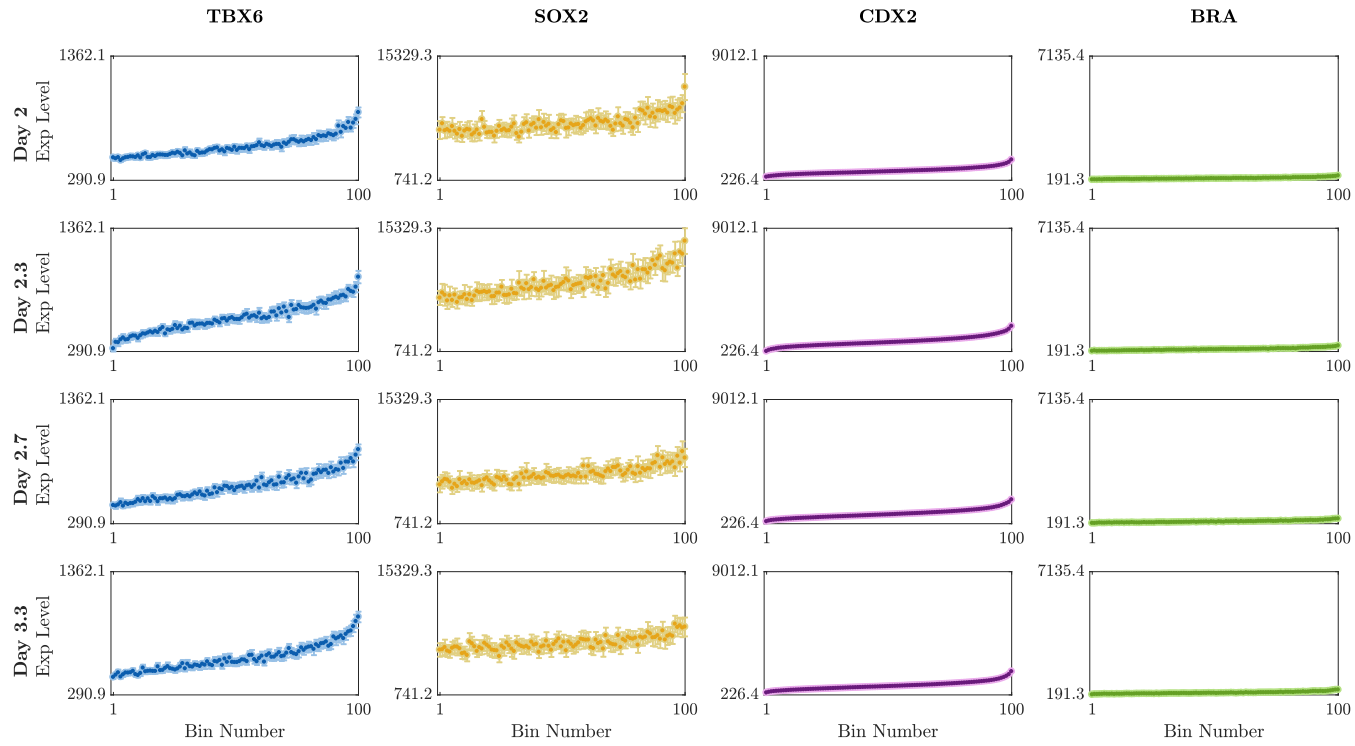 TBX6 SOX2 CDX2 BRA
Day 2
Exp Level
1362.1 15329.3 9012.1 7135.4
290.9 741.2 226.4 191.3
1 100 1 100 1 100 1 100
Day 2.3
Exp Level
1362.1 15329.3 9012.1 7135.4
290.9 741.2 226.4 191.3
1 100 1 100 1 100 1 100
Day 2.7
Exp Level
1362.1 15329.3 9012.1 7135.4
290.9 741.2 226.4 191.3
1 100 1 100 1 100 1 100
Day 3.3
Exp Level
1362.1 15329.3 9012.1 7135.4
290.9 741.2 226.4 191.3
1 100 1 100 1 100 1 100
Bin Number Bin Number Bin Number Bin Number